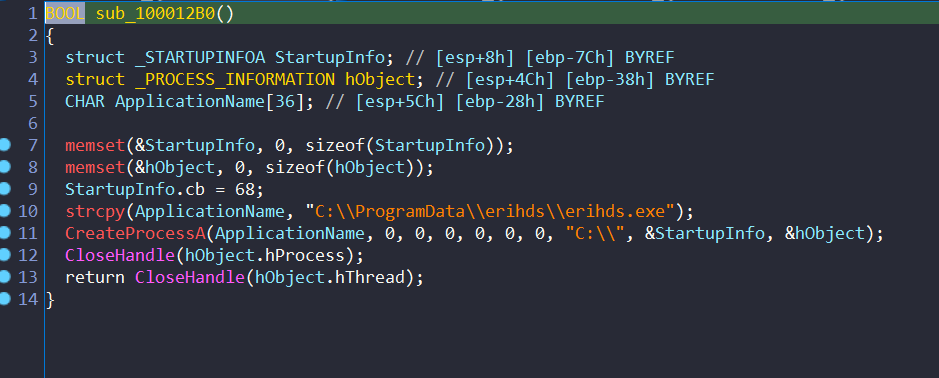 1 BOOL sub_100012B0()
2 {
3   struct _STARTUPINFOA StartupInfo; // [esp+8h] [ebp-7Ch] BYREF
4   struct _PROCESS_INFORMATION hObject; // [esp+4Ch] [ebp-38h] BYREF
5   CHAR ApplicationName[36]; // [esp+5Ch] [ebp-28h] BYREF
6
7   memset(&StartupInfo, 0, sizeof(StartupInfo));
8   memset(&hObject, 0, sizeof(hObject));
9   StartupInfo.cb = 68;
10   strcpy(ApplicationName, "C:\\ProgramData\\erihds\\erihds.exe");
11   CreateProcessA(ApplicationName, 0, 0, 0, 0, 0, 0, "C:\\", &StartupInfo, &hObject);
12   CloseHandle(hObject.hProcess);
13   return CloseHandle(hObject.hThread);
14 }